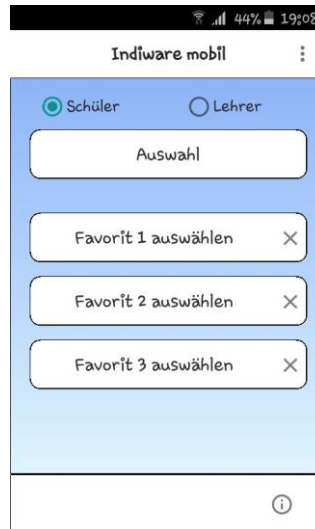 44% 19:08
Indiware mobil
Schüler Lehrer
Auswahl
Favorit 1 auswählen
Favorit 2 auswählen
Favorit 3 auswählen